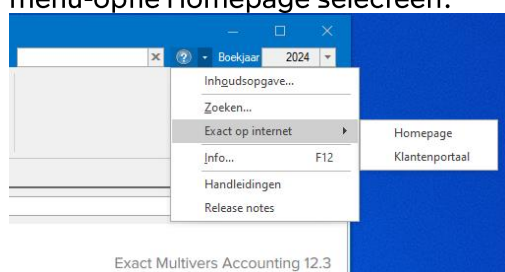 menu-optie Homepage selecteen.
Boekjaar 2024
Inhoudsopgave...
Zoeken...
Exact op internet
Homepage
Klantenportaal
Info... F12
Handleidingen
Release notes
Exact Multivers Accounting 12.3